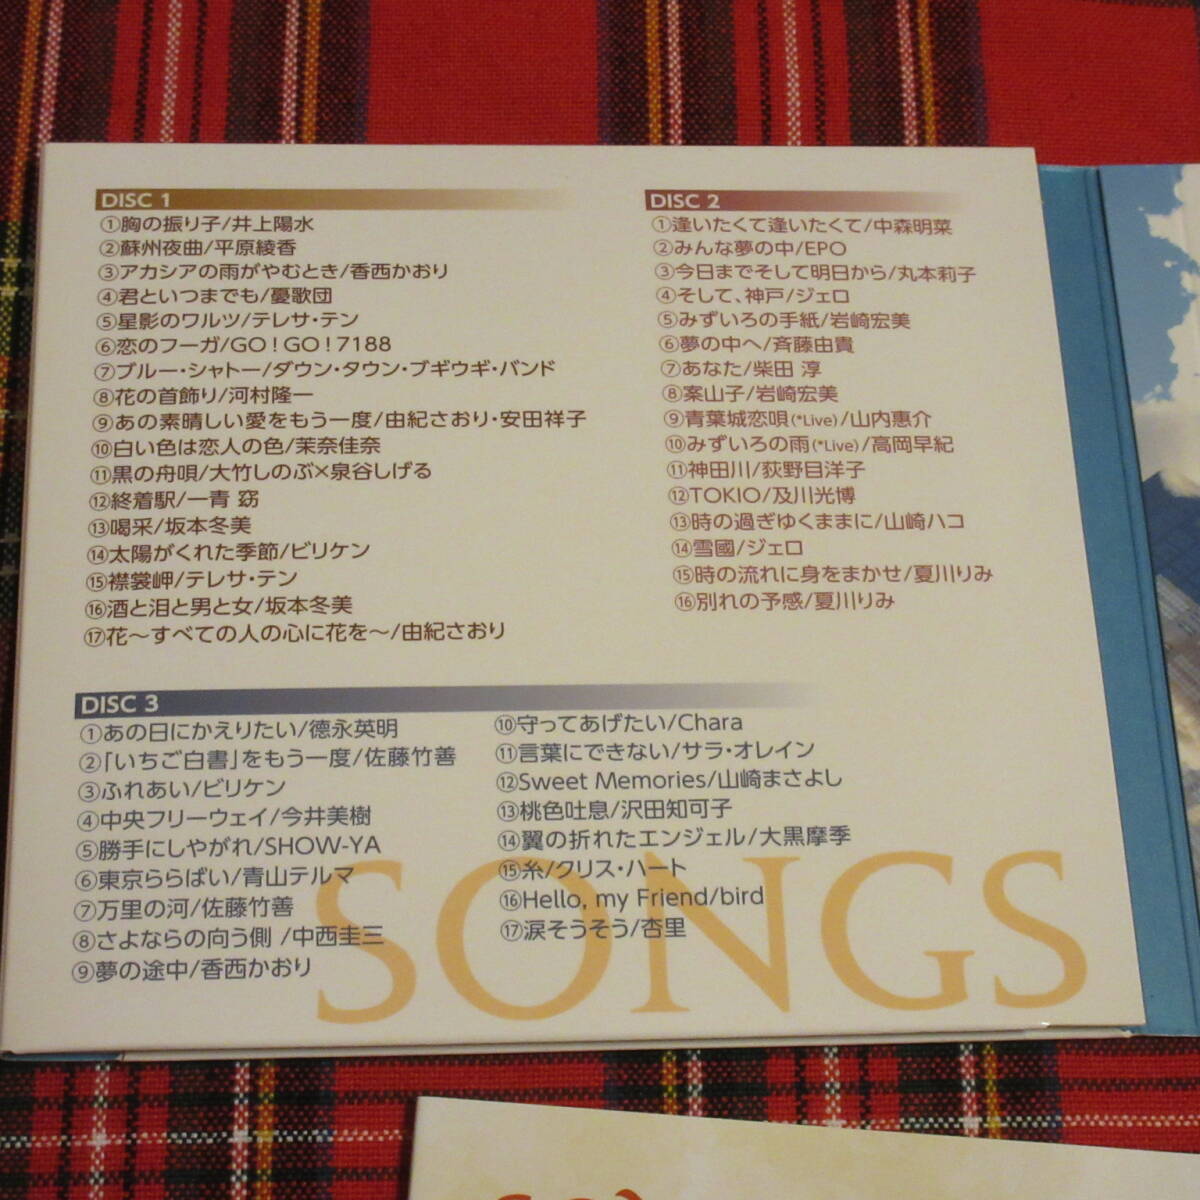 DISC 1
①胸の振り子/井上陽水
②蘇州夜曲/平原綾香
③アカシアの雨がやむとき/香西かおり
④君といつまでも/憂歌団
⑤星影のワルツ/テレサ・テン
⑥恋のフーガ/GO!GO!7188
⑦ブルー・シャトー/ダウン・タウン・ブギウギ・バンド
⑧花の首飾り/河村隆一
⑨あの素晴しい愛をもう一度/由紀さおり・安田祥子
⑩白い色は恋人の色/茉奈佳奈
⑪黒の舟唄/大竹しのぶ×泉谷しげる
⑫終着駅/一青 窈
⑬喝采/坂本冬美
⑭太陽がくれた季節/ビリケン
⑮襟裳岬/テレサ・テン
⑯酒と泪と男と女/坂本冬美
⑰花〜すべての人の心に花を〜/由紀さおり
DISC 2
①逢いたくて逢いたくて/中森明菜
②みんな夢の中/EPO
③今日までそして明日から/丸本莉子
④そして、神戸/ジェロ
⑤みずいろの手紙/岩崎宏美
⑥夢の中へ/斉藤由貴
⑦あなた/柴田 淳
⑧案山子/岩崎宏美
⑨青葉城恋唄(*Live)/山内惠介
⑩みずいろの雨(*Live)/高岡早紀
⑪神田川/荻野目洋子
⑫TOKIO/及川光博
⑬時の過ぎゆくままに/山崎ハコ
⑭雪國/ジェロ
⑮時の流れに身をまかせ/夏川りみ
⑯別れの予感/夏川りみ
DISC 3
①あの日にかえりたい/德永英明
②「いちご白書」をもう一度/佐藤竹善
③ふれあい/ビリケン
④中央フリーウェイ/今井美樹
⑤勝手にしやがれ/SHOW-YA
⑥東京ららばい/青山テルマ
⑦万里の河/佐藤竹善
⑧さよならの向う側 /中西圭三
⑨夢の途中/香西かおり
⑩守ってあげたい/Chara
⑪言葉にできない/サラ・オレイン
⑫Sweet Memories/山崎まさよし
⑬桃色吐息/沢田知可子
⑭翼の折れたエンジェル/大黒摩季
⑮糸/クリス・ハート
⑯Hello, my Friend/bird
⑰涙そうそう/杏里
SONGS